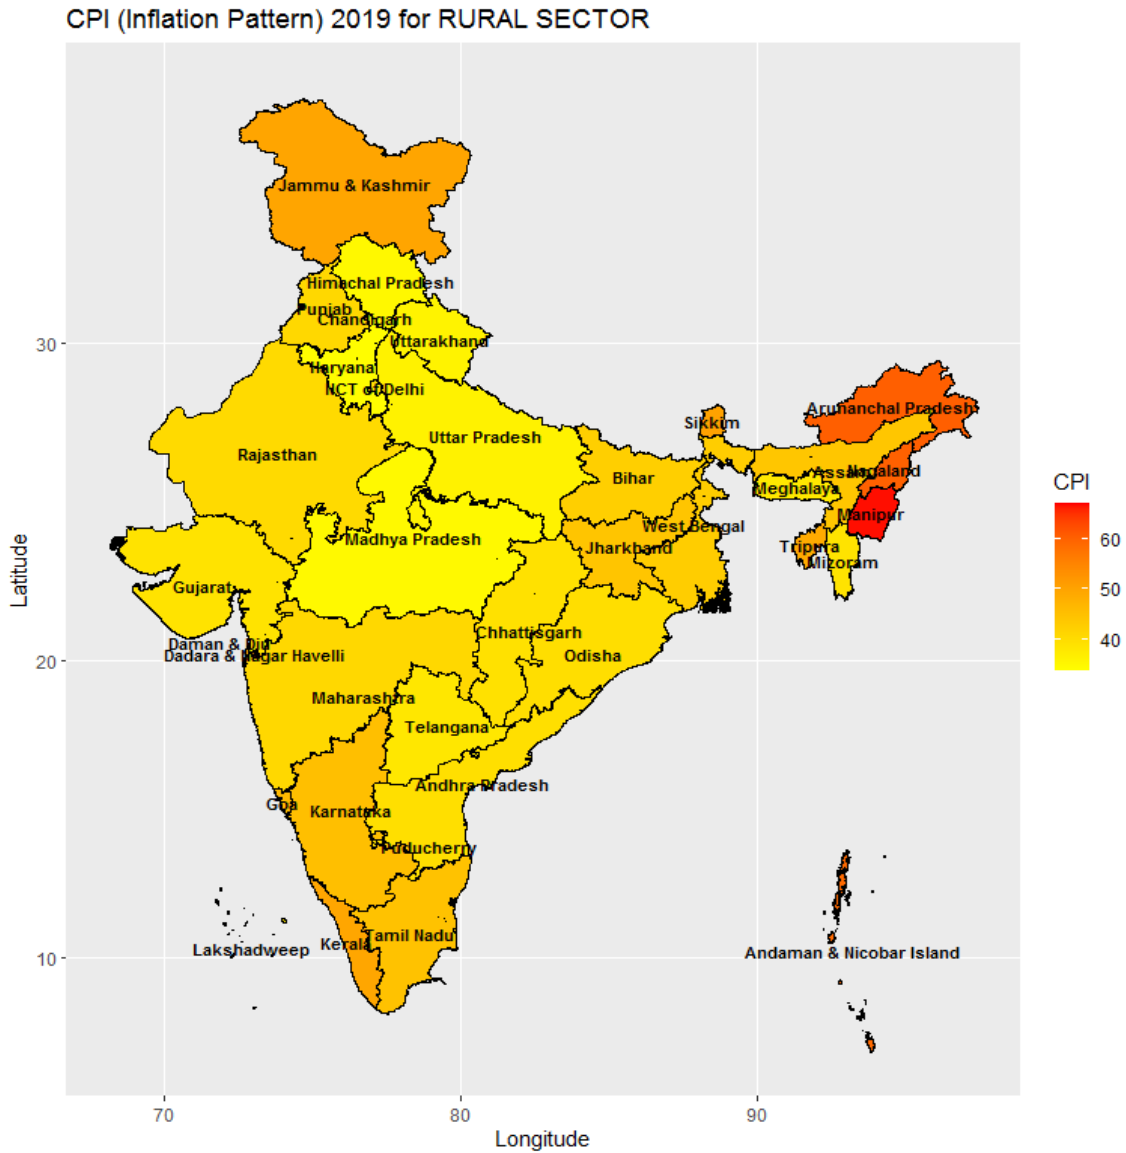 CPI (Inflation Pattern) 2019 for RURAL SECTOR
Jammu & Kashmir
Himachal Pradesh
Punjab
Chandigarh
Uttarakhand
30
Haryana
NCT of Delhi
Arunanchal Pradesh
Sikkim
Uttar Pradesh
Rajasthan
Assam
Nagaland
Bihar
Meghalaya
CPI
Manipur
West Bengal
60
Madhya Pradesh
Jharkhand
Tripura
Mizoram
50
Gujarat
Latitude
Chhattisgarh
40
Daman & Diu
Dadara & Nagar Havelli
Odisha
20
Maharashtra
Telangana
Andhra Pradesh
Goa
Karnataka
Puducherry
Tamil Nadu
Kerala
Lakshadweep
Andaman & Nicobar Island
10
70
80
90
Longitude